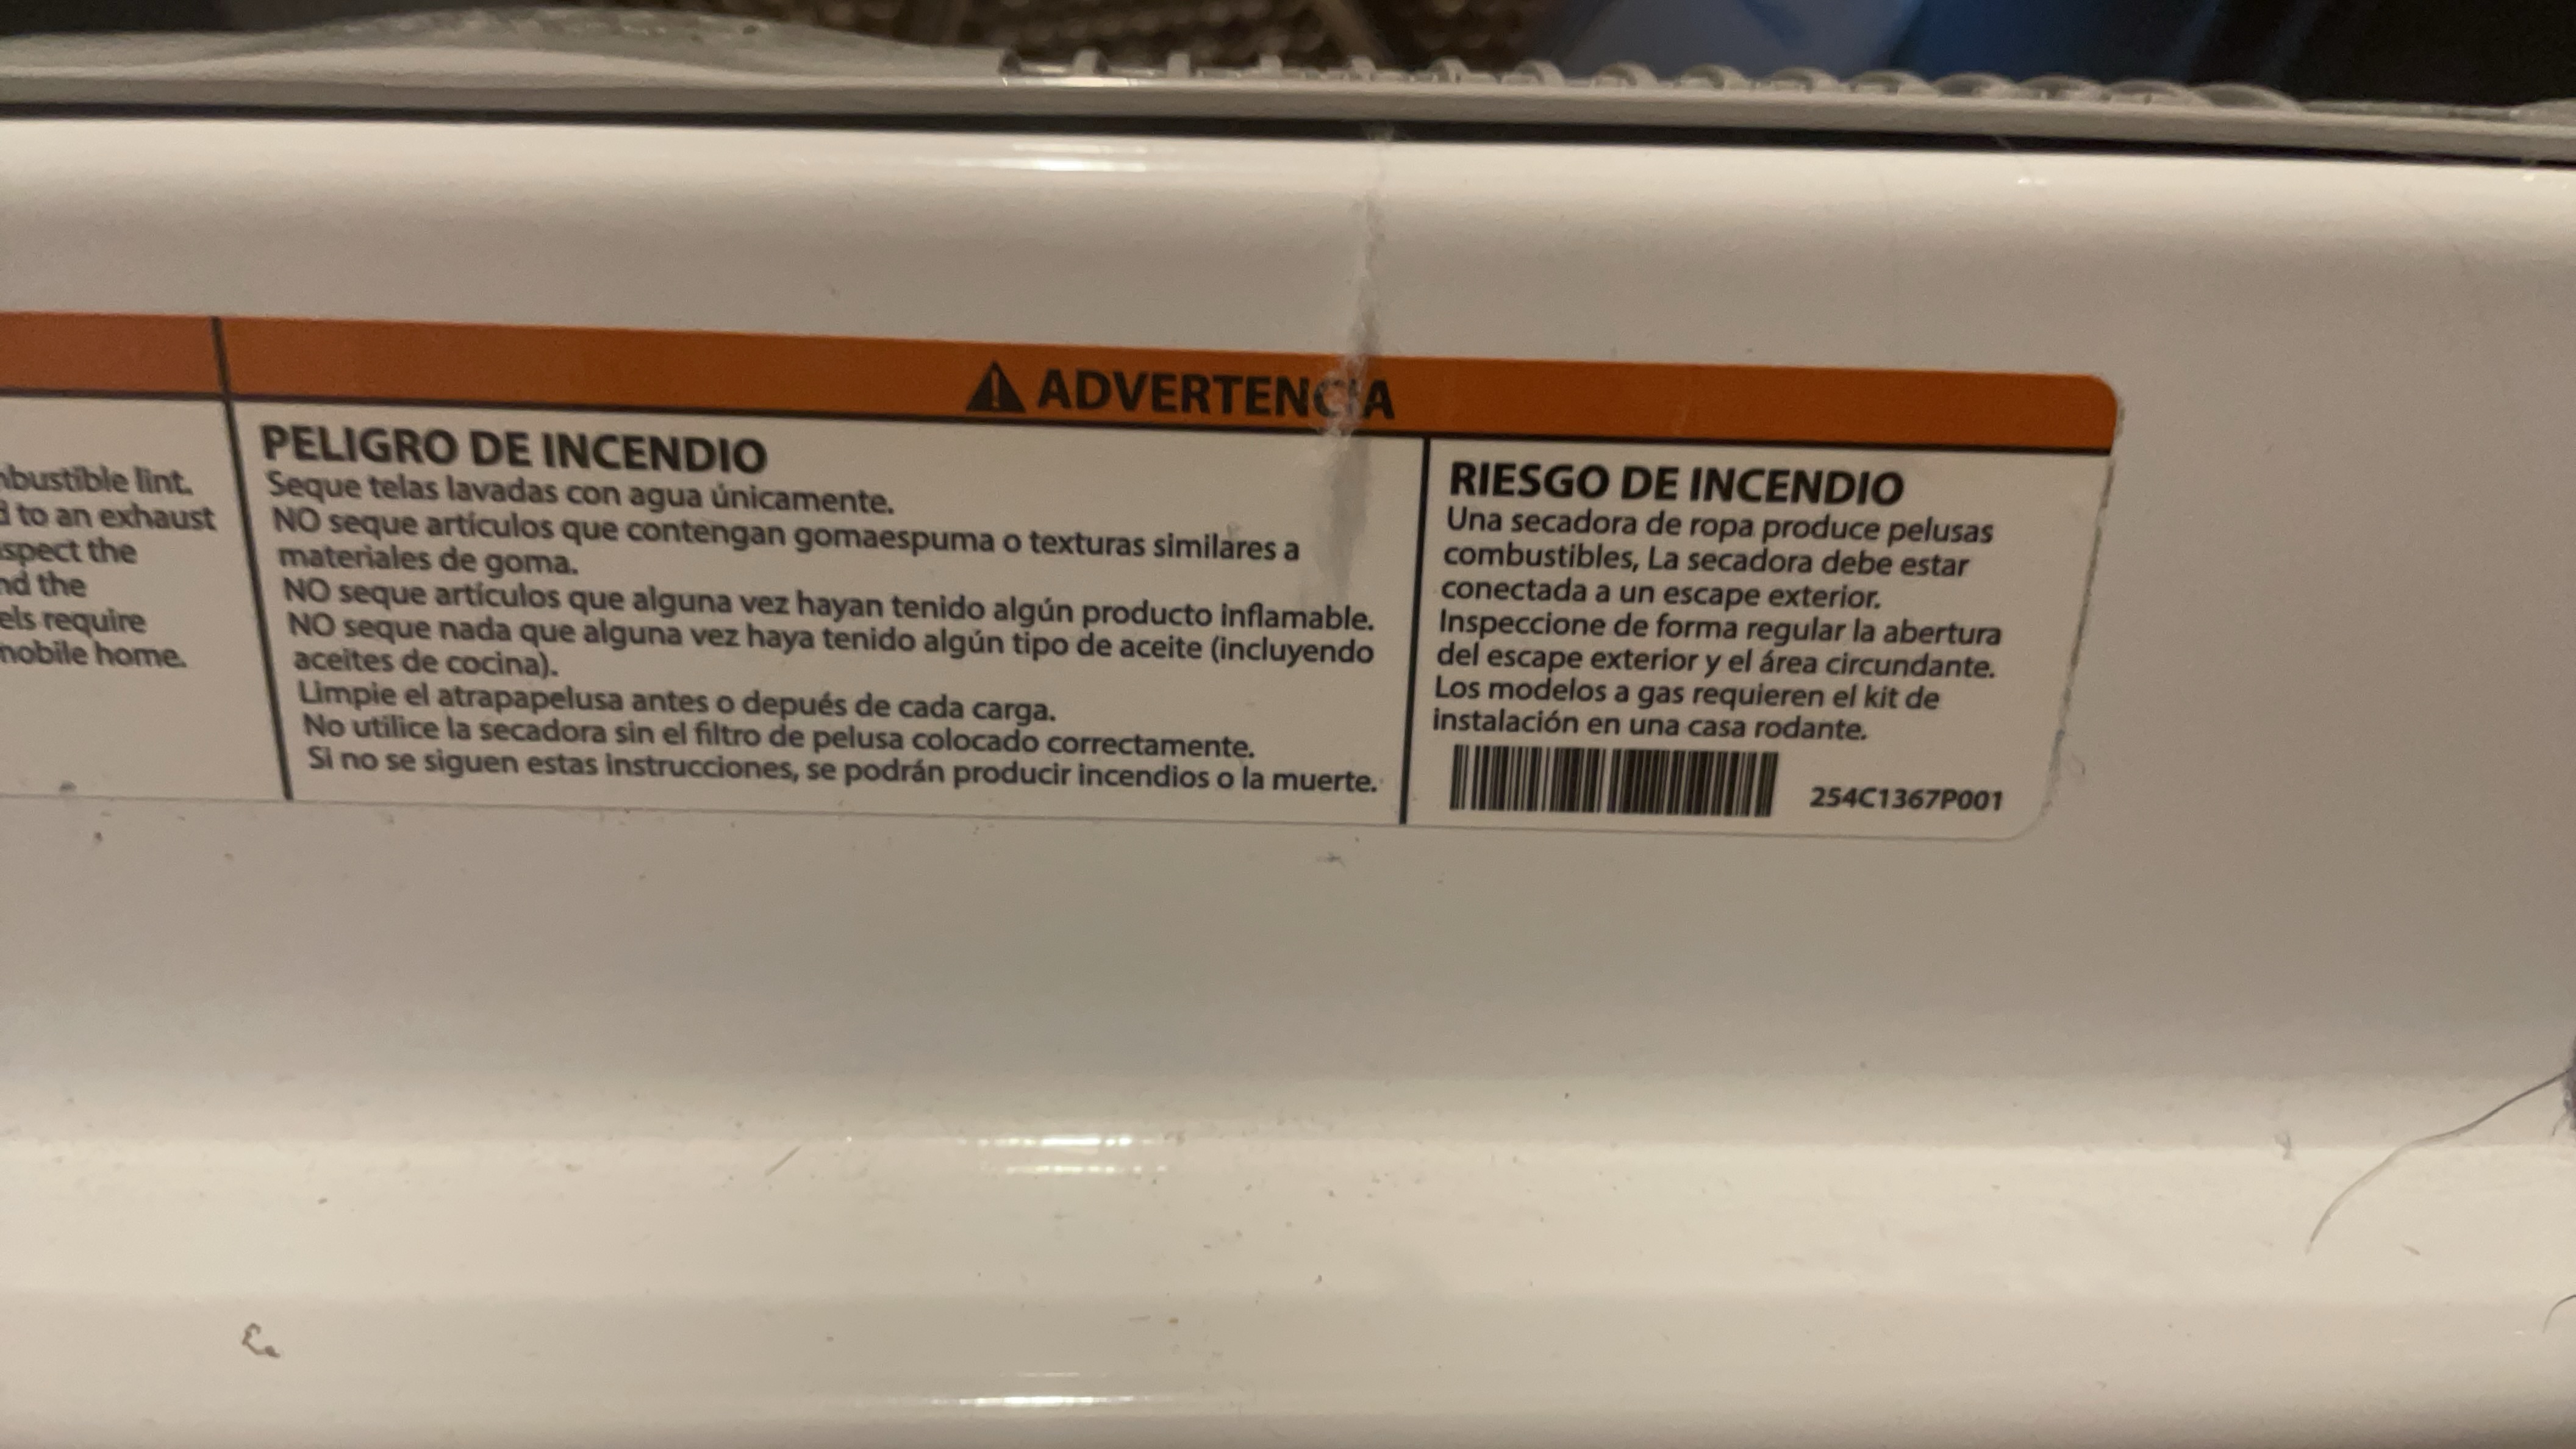 bustible lint.
to an exhaust
spect the
nd the
els require
mobile home.
ADVERTENCIA
PELIGRO DE INCENDIO
Seque telas lavadas con agua únicamente.
NO seque artículos que contengan gomaespuma o texturas similares a
materiales de goma.
NO seque artículos que alguna vez hayan tenido algún producto inflamable.
NO seque nada que alguna vez haya tenido algún tipo de aceite (incluyendo
aceites de cocina).
Limpie el atrapapelusa antes o depués de cada carga.
No utilice la secadora sin el filtro de pelusa colocado correctamente.
Si no se siguen estas instrucciones, se podrán producir incendios o la muerte.
RIESGO DE INCENDIO
Una secadora de ropa produce pelusas
combustibles, La secadora debe estar
conectada a un escape exterior.
Inspeccione de forma regular la abertura
del escape exterior y el área circundante.
Los modelos a gas requieren el kit de
instalación en una casa rodante.
254C1367P001